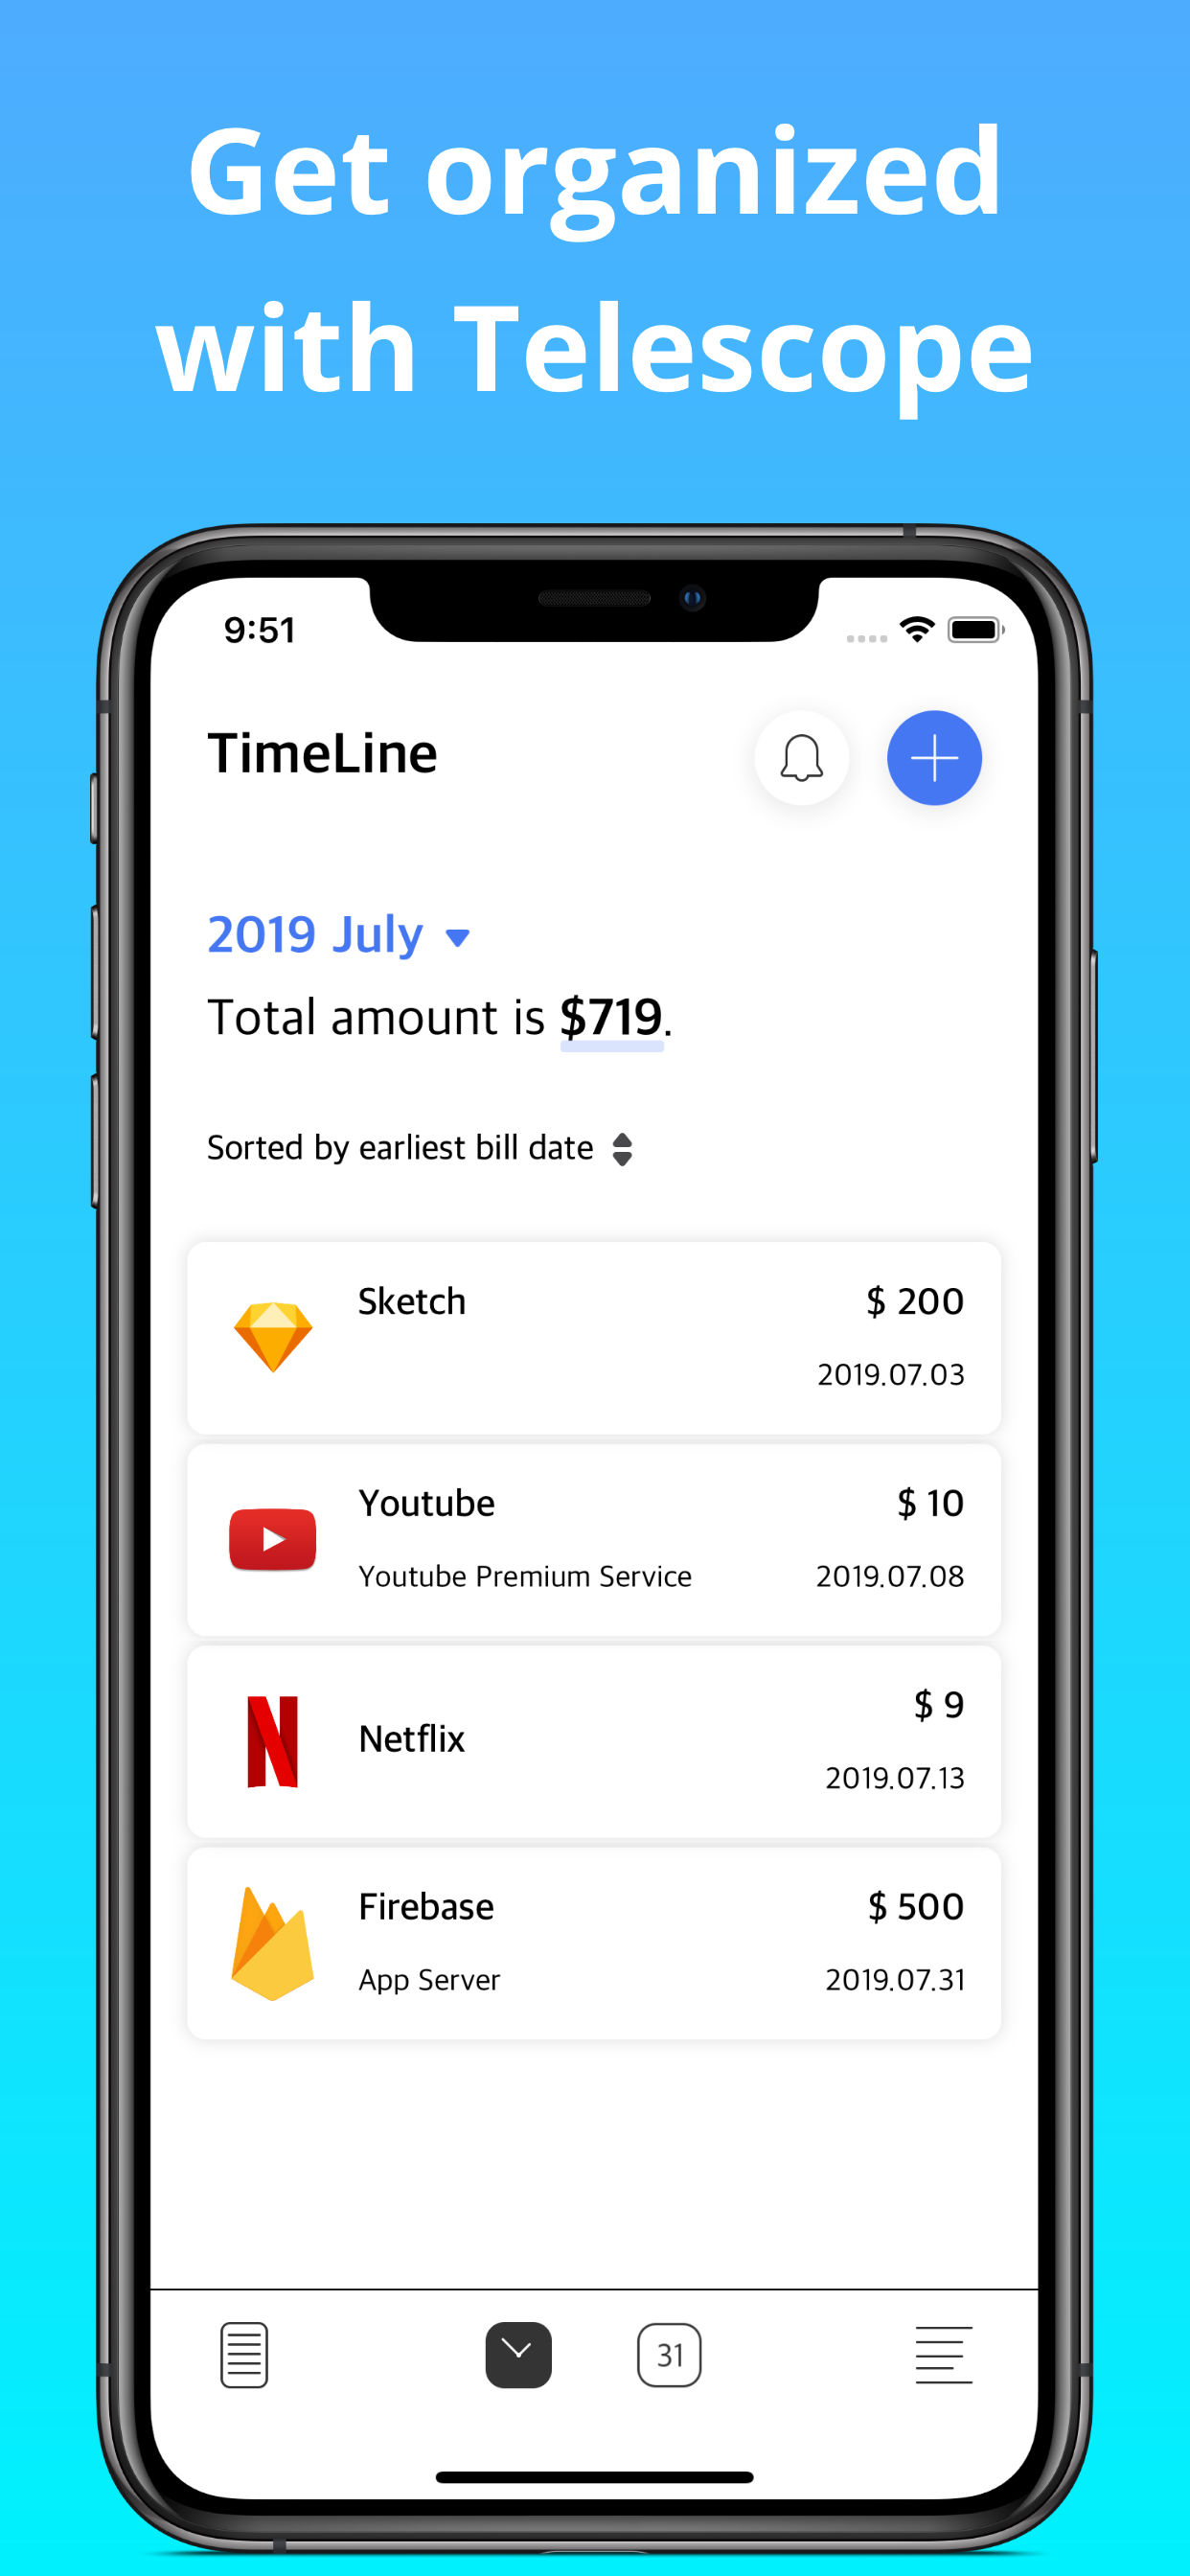 Get organized
with Telescope
9:51
TimeLine
2019 July
Total amount is $719.
Sorted by earliest bill date
Sketch
$ 200
2019.07.03
Youtube
$ 10
Youtube Premium Service
2019.07.08
$ 9
Netflix
2019.07.13
Firebase
$ 500
App Server
2019.07.31
31